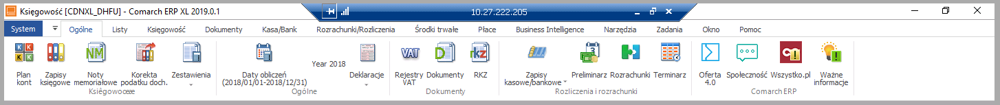 Księgowość [CDNXL_DHFU] - Comarch ERP XL 2019.0.1
10.27.222.205
System Ogólne Listy Księgowość Dokumenty Kasa/Bank Rozrachunki/Rozliczenia Środki trwałe Płace Business Intelligence Narzędzia Zadania Okno Pomoc
K K K K
NM
VAT
D
rkz
3
Plan kont
Zapisy księgowe
Noty memoriałowe
Korekta podatku doch.
Zestawienia
Daty obliczeń (2018/01/01-2018/12/31)
Year 2018
Deklaracje
Rejestry VAT
Dokumenty
RKZ
Zapisy kasowe/bankowe
Preliminarz
Rozrachunki
Terminarz
Oferta 4.0
Społeczność
Wszystko.pl
Ważne informacje
Ogólne
Dokumenty
Rozliczenia i rozrachunki
Comarch ERP